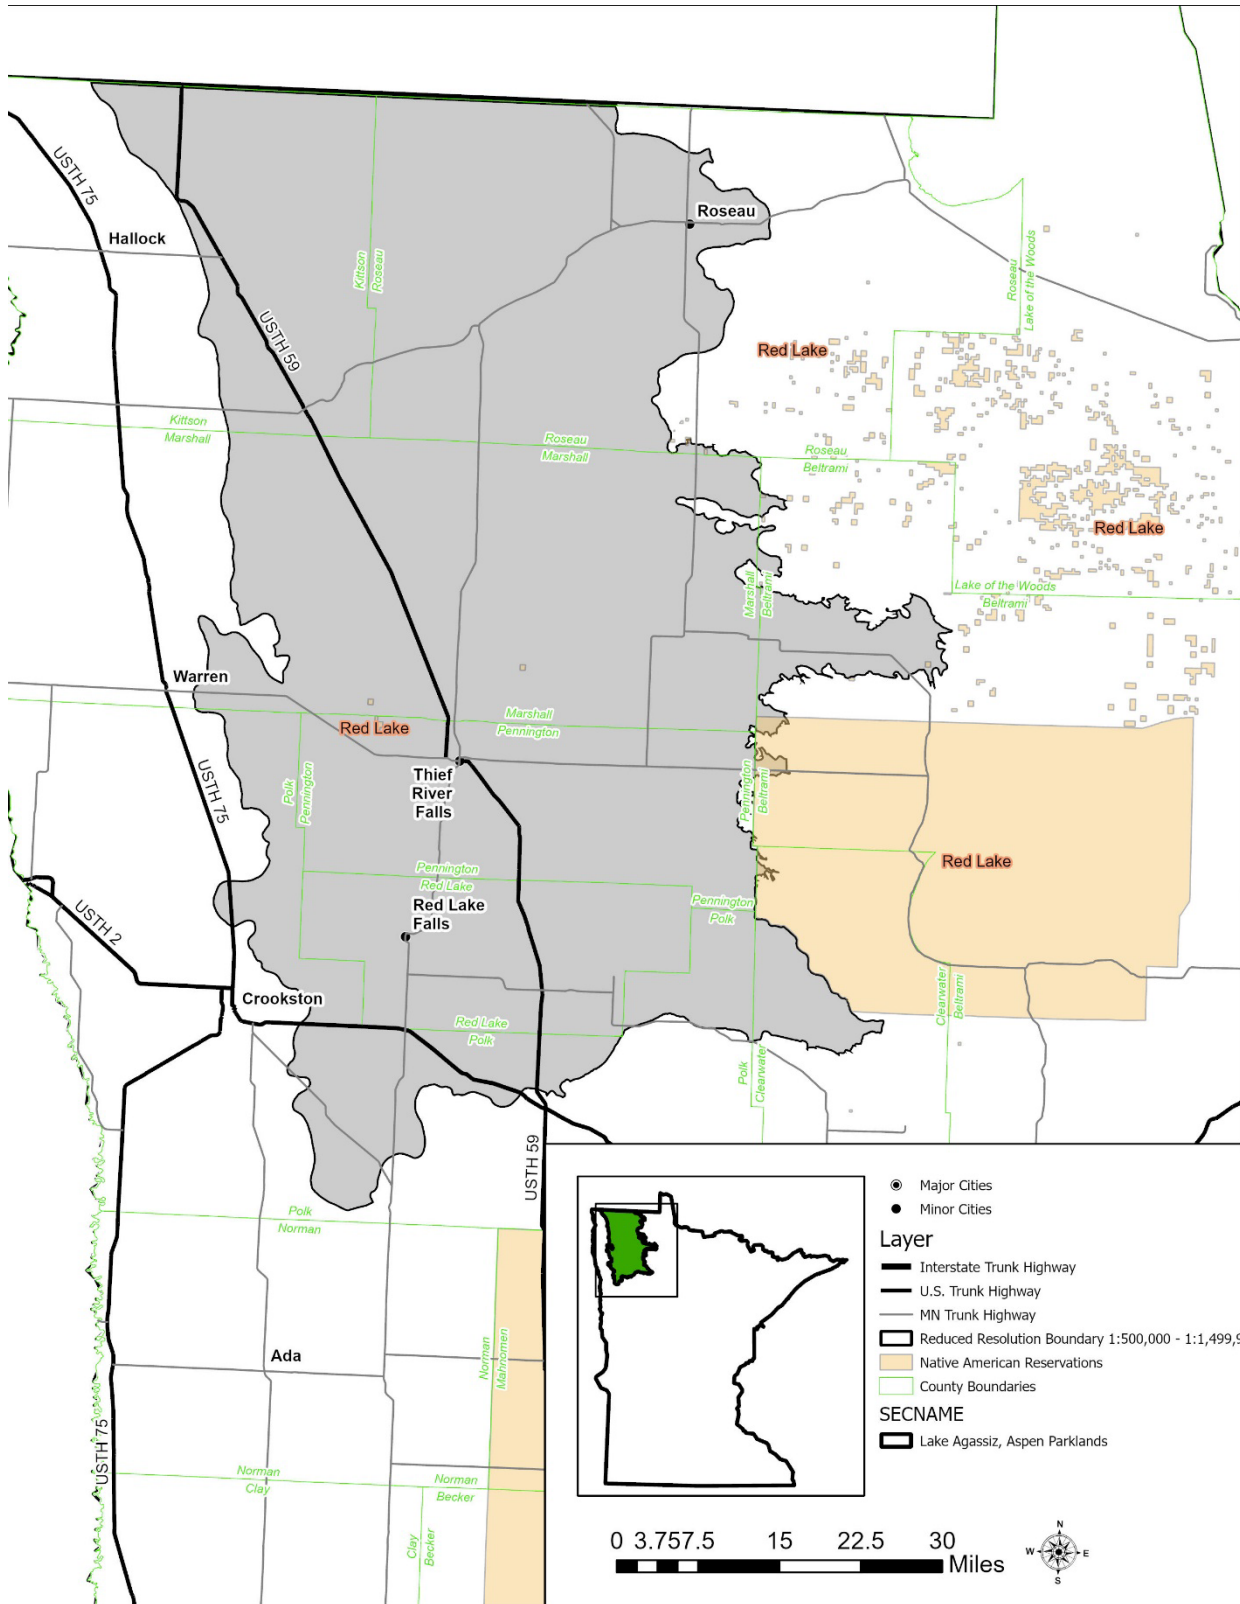 USTH 75
Hallock
Roseau
Kittson
Roseau
Roseau
Lake of the Woods
USTH 59
Red Lake
Kittson
Marshall
Roseau
Marshall
Roseau
Beltrami
Red Lake
Marshall
Beltrami
Lake of the Woods
Beltrami
Warren
Red Lake
Marshall
Pennington
Thief
River
Falls
Polk
Pennington
USTH 75
Pennington
Beltrami
Red Lake
Pennington
Red Lake
Red Lake
Falls
Pennington
Polk
USTH 2
Crookston
Red Lake
Polk
Clearwater
Beltrami
Polk
Clearwater
USTH 59
Polk
Norman
Ada
Norman
Mahnomen
USTH 75
Norman
Clay
Norman
Becker
Clay
Becker
Major Cities
Minor Cities
Layer
Interstate Trunk Highway
U.S. Trunk Highway
MN Trunk Highway
Reduced Resolution Boundary 1:500,000 - 1:1,499,9
Native American Reservations
County Boundaries
SECNAME
Lake Agassiz, Aspen Parklands
0 3.75 7.5 15 22.5 30
Miles
N
W E
S